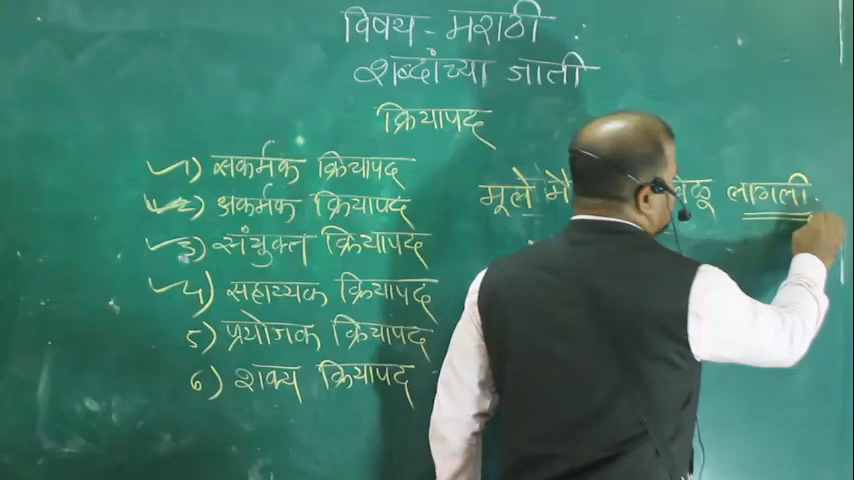 विषय - मराठी
शब्दांच्या जाती
क्रियापद
१) सकर्मक क्रियापद
२) अकर्मक क्रियापद
३) संयुक्त क्रियापद
४) सहाय्यक क्रियापद
५) प्रयोजक क्रियापद
६) शक्य क्रियापद
मूले मै लागली.